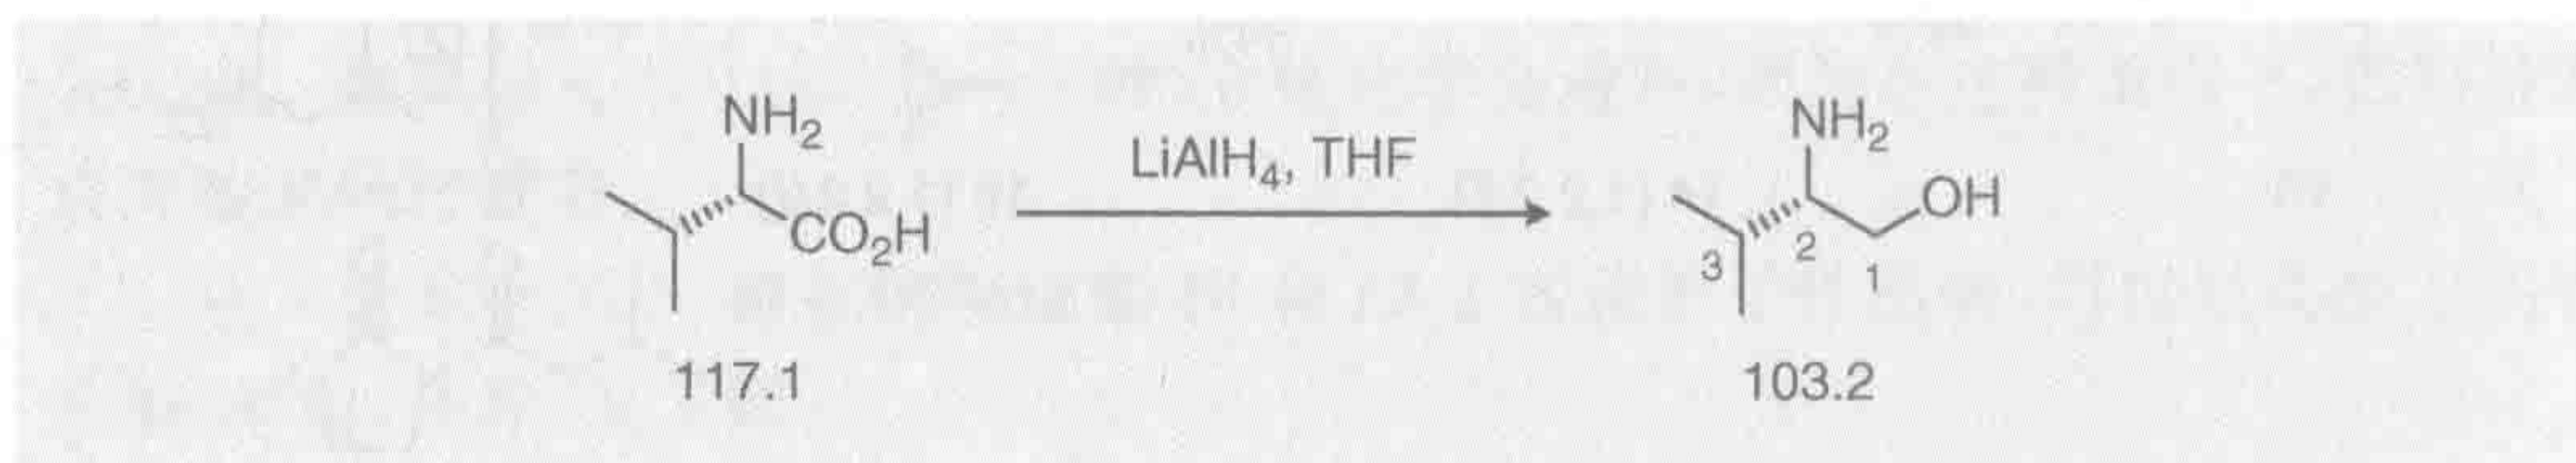 NH₂
CO₂H
117.1
LiAlH₄, THF
NH₂
OH
3
2
1
103.2